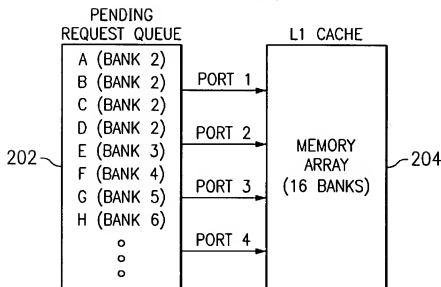 PENDING
REQUEST QUEUE
A (BANK 2)
B (BANK 2)
C (BANK 2)
D (BANK 2)
E (BANK 3)
F (BANK 4)
G (BANK 5)
H (BANK 6)
202
PORT 1
PORT 2
PORT 3
PORT 4
L1 CACHE
MEMORY
ARRAY
(16 BANKS)
204